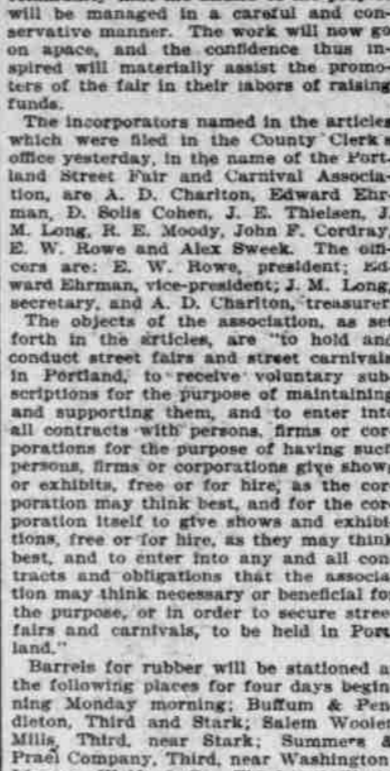 will be managed in a careful and con-
servative manner. The work will now go
on apace, and the confidence thus in-
spired will materially assist the promo-
ters of the fair in their labors of raising
funds.
The incorporators named in the articles
which were filed in the County Clerk's
office yesterday, in the name of the Port-
land Street Fair and Carnival Associa-
tion, are A. D. Charlton, Edward Ehr-
man, D. Solis Cohen, J. E. Thielsen, J
M. Long, R. E. Moody, John F. Cordray,
E. W. Rowe and Alex Sweek. The offi-
cers are: E. W. Rowe, president; Ed-
ward Ehrman, vice-president; J. M. Long,
secretary, and A. D. Charlton, treasurer
The objects of the association, as set
forth in the articles, are "to hold and
conduct street fairs and street carnivals
in Portland, to receive voluntary sub-
scriptions for the purpose of maintaining
and supporting them, and to enter into
all contracts with persons, firms or cor-
porations for the purpose of having such
persons, firms or corporations give shows
or exhibits, free or for hire, as the cor-
poration may think best, and for the cor-
poration itself to give shows and exhibi-
tions, free or for hire, as they may think
best, and to enter into any and all con-
tracts and obligations that the associa-
tion may think necessary or beneficial for
the purpose, or in order to secure street
fairs and carnivals, to be held in Port-
land."
Barrels for rubber will be stationed a
the following places for four days begin-
ning Monday morning: Buffum & Pen-
dleton, Third and Stark; Salem Woolen
Mills, Third, near Stark; Summers &
Prael Company, Third, near Washington